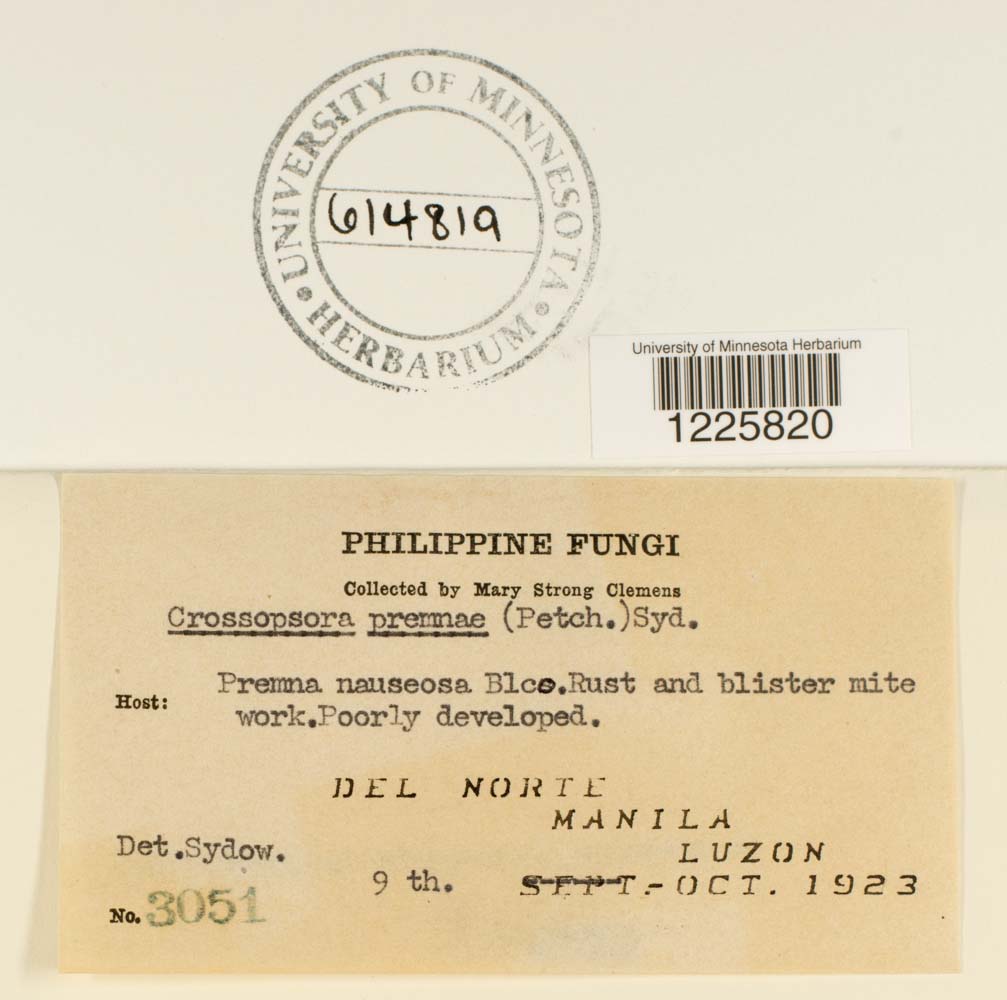 UNIVERSITY OF MINNESOTA
614819
• HERBARIUM •
University of Minnesota Herbarium
1225820
PHILIPPINE FUNGI
Collected by Mary Strong Clemens
Crossopsora premnae (Petch.)Syd.
Host: Premna nauseosa Blco.Rust and blister mite
work.Poorly developed.
DEL NORTE
MANILA
LUZON
Det.Sydow.
9 th. SEPT.-OCT. 1923
No. 3051